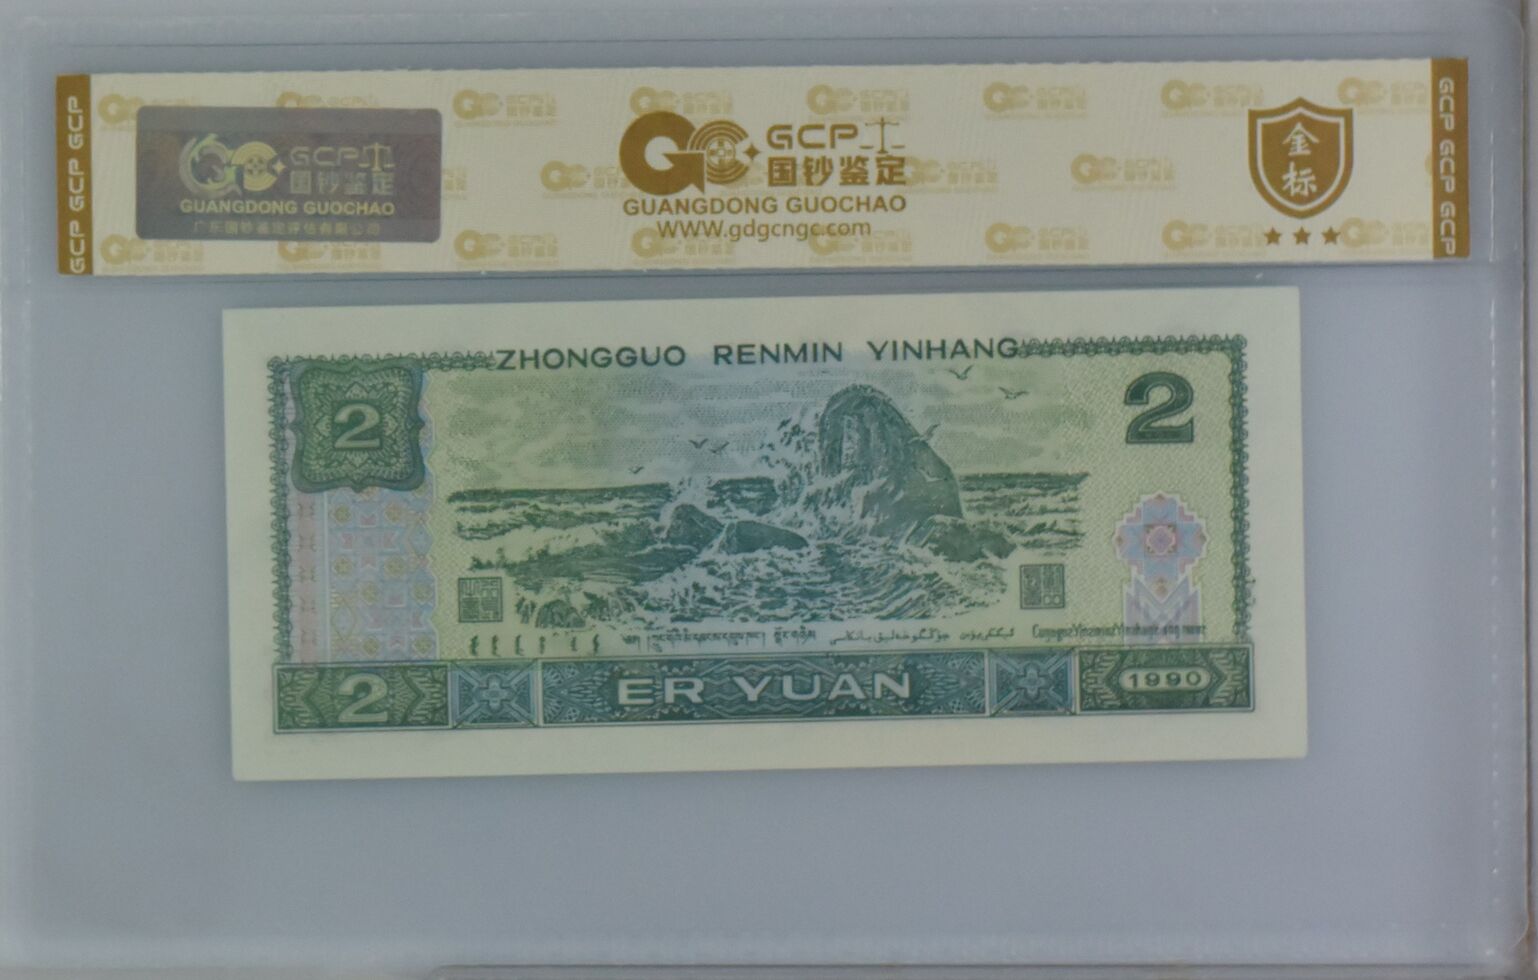 GCP GCP GCP
GCP
国钞鉴定
GUANGDONG GUOCHAO
广东国钞鉴定评估有限公司
GCP
国钞鉴定
GUANGDONG GUOCHAO
WWW.gdgcngc.com
金标
GCP GCP GCP
ZHONGGUO RENMIN YINHANG
2
2
2
ER YUAN
1990